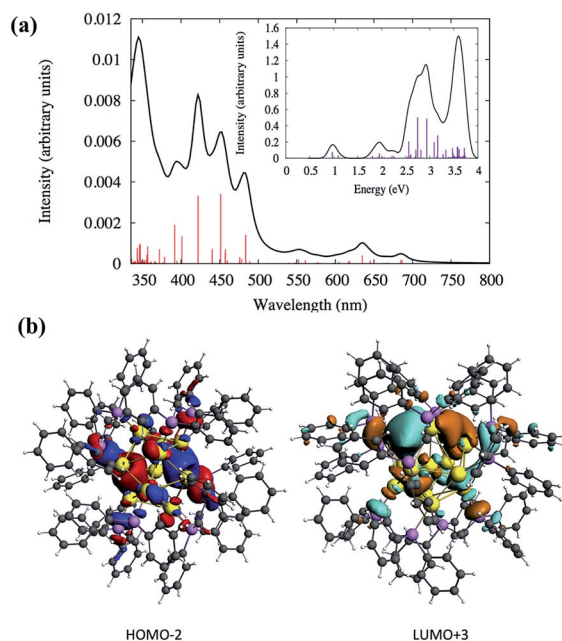 (a)
0.012
0.01
0.008
0.006
0.004
0.002
0
Intensity (arbitrary units)
350 400 450 500 550 600 650 700 750 800
Wavelength (nm)
1.6
1.4
1.2
1
0.8
0.6
0.4
0.2
0
Intensity (arbitrary units)
0 0.5 1 1.5 2 2.5 3 3.5 4
Energy (eV)
(b)
HOMO-2
LUMO+3